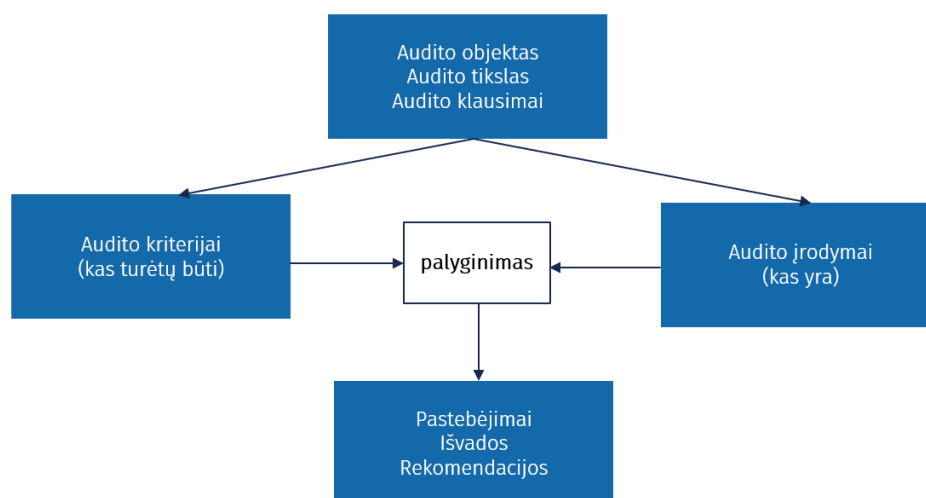 Audito objektas
Audito tikslas
Audito klausimai
Audito kriterijai
(kas turėtų būti)
palyginimas
Audito įrodymai
(kas yra)
Pastebėjimai
Išvados
Rekomendacijos